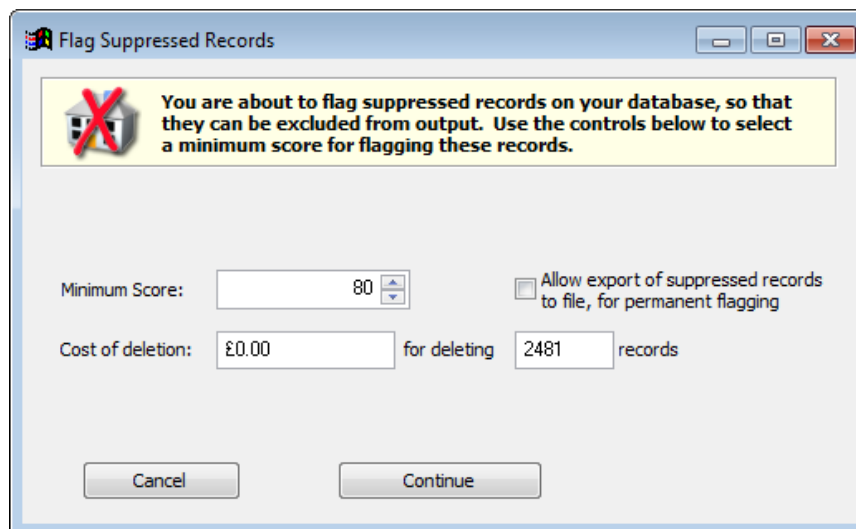 Flag Suppressed Records
You are about to flag suppressed records on your database, so that
they can be excluded from output.  Use the controls below to select
a minimum score for flagging these records.
Minimum Score: 80
Allow export of suppressed records
to file, for permanent flagging
Cost of deletion: £0.00 for deleting 2481 records
Cancel Continue